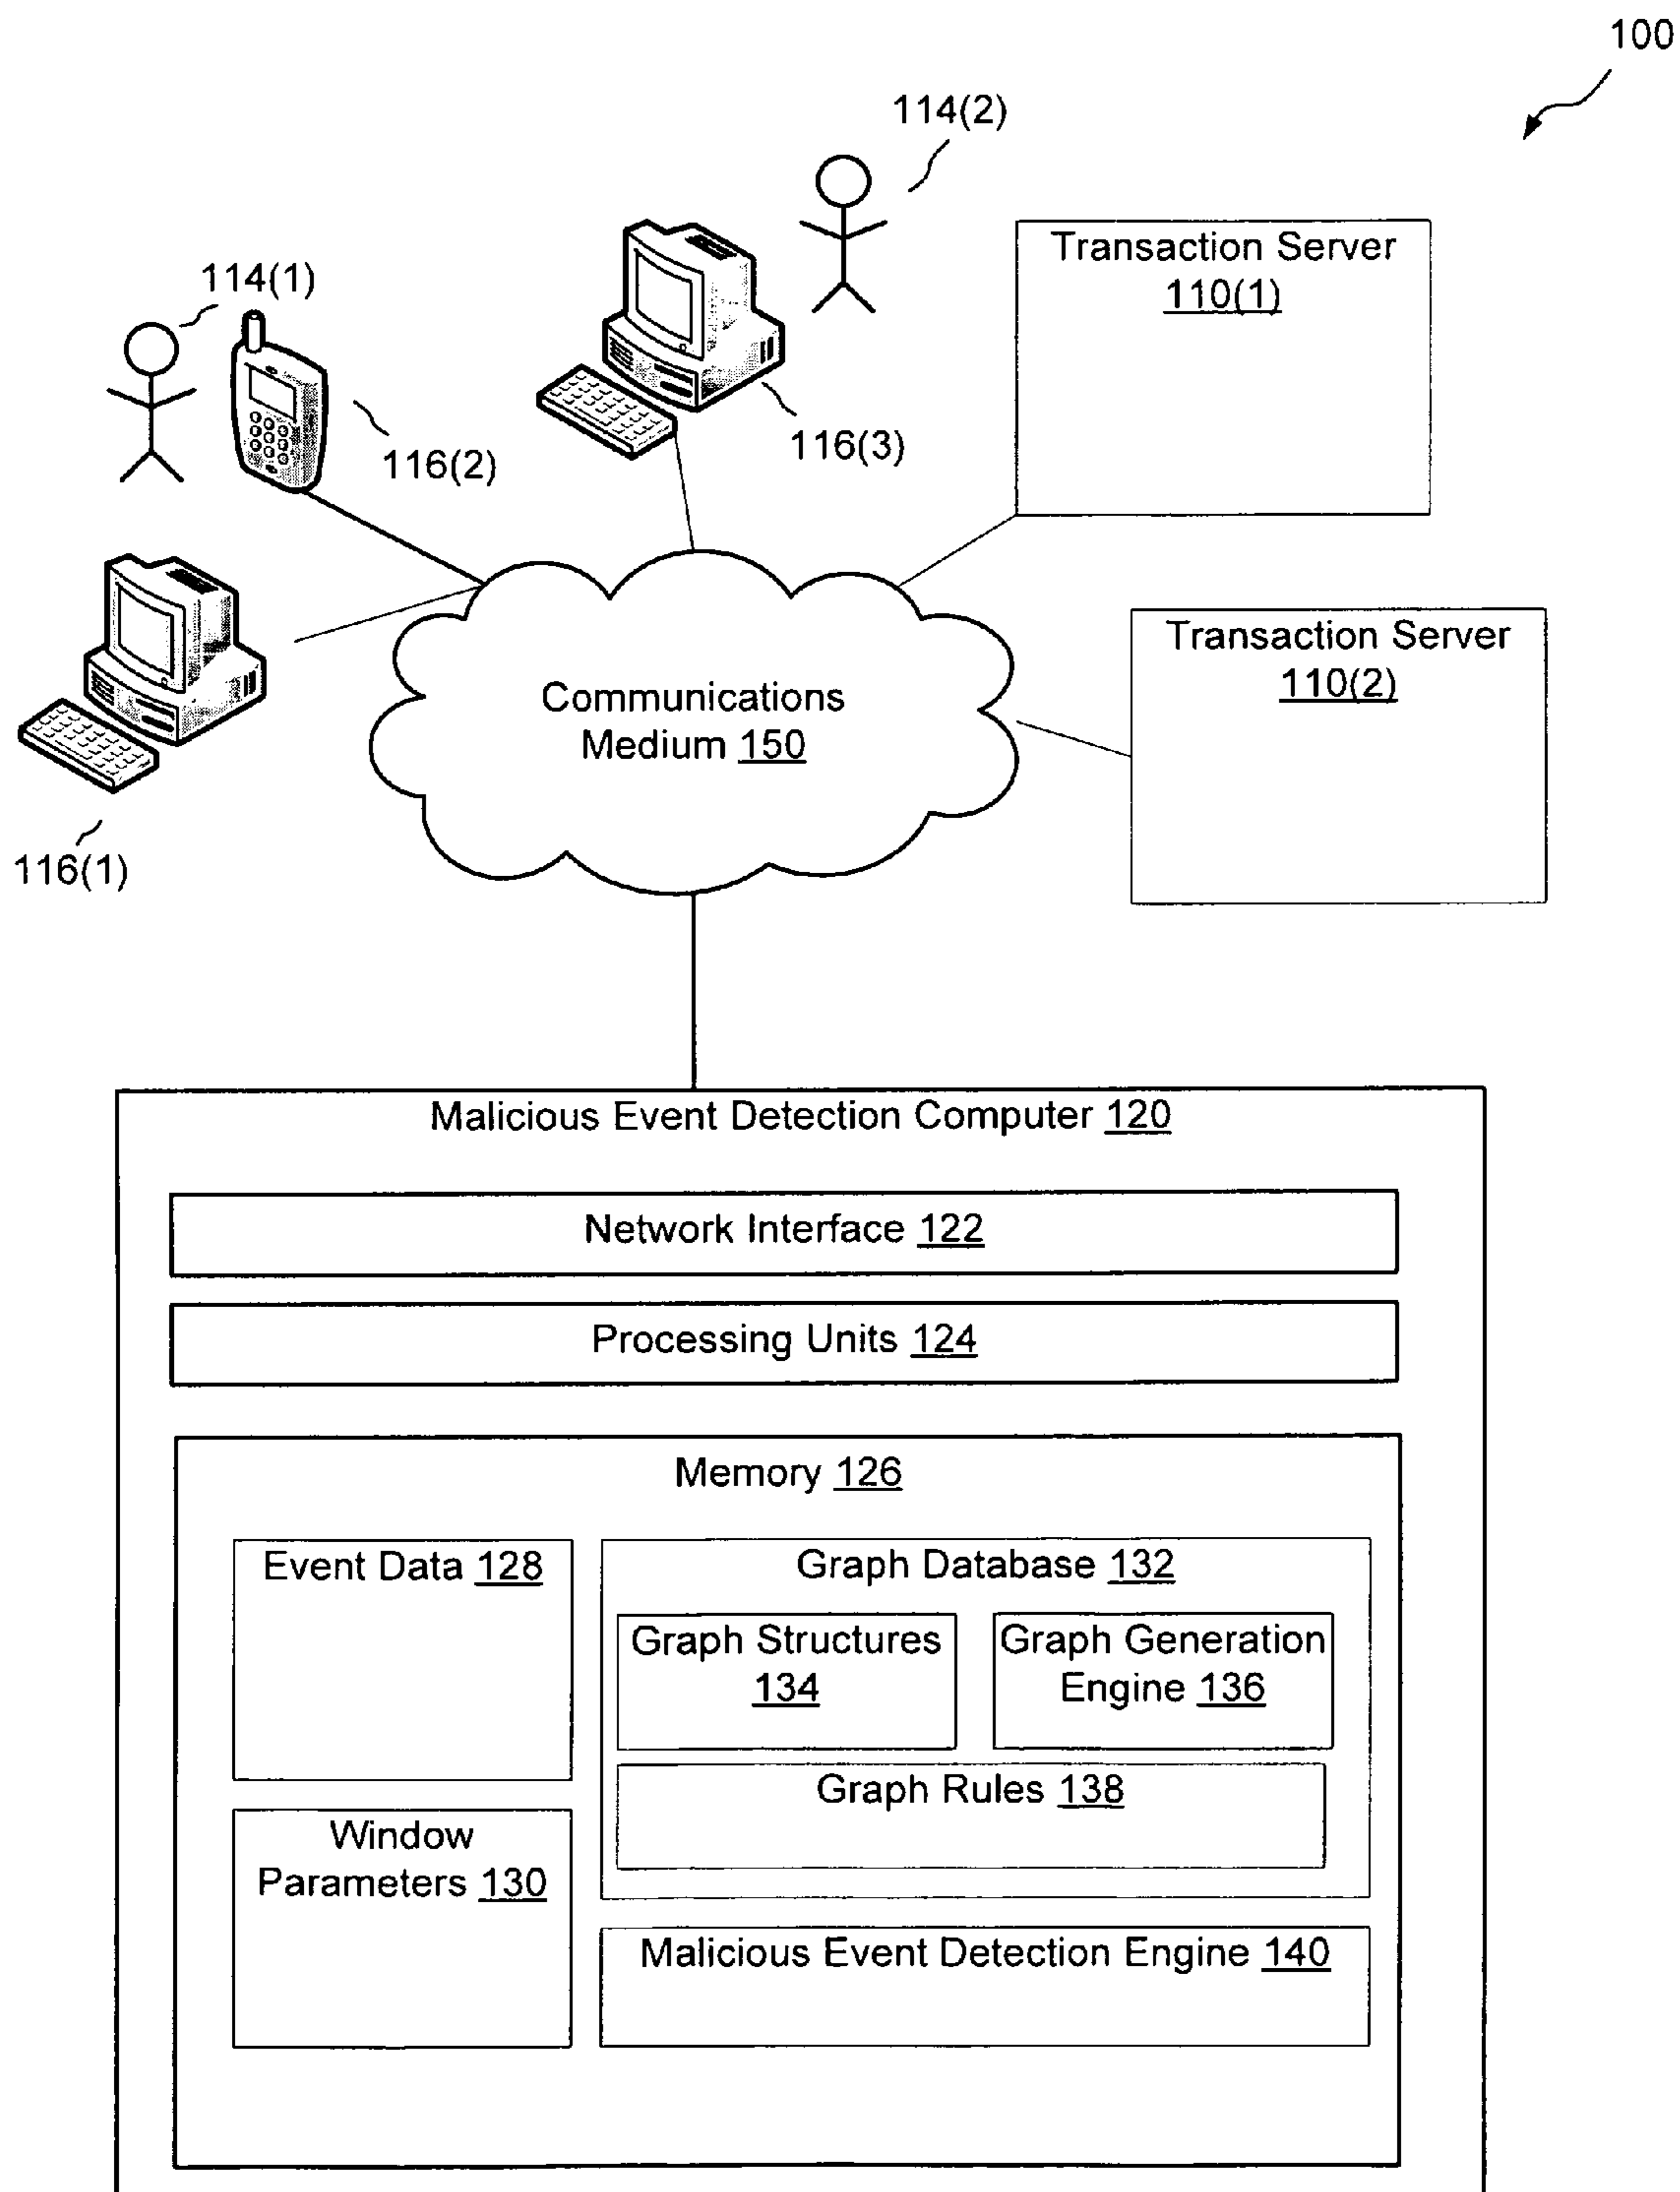 100
114(2)
Transaction Server
110(1)
114(1)
116(2)
116(3)
Transaction Server
110(2)
Communications
Medium 150
116(1)
Malicious Event Detection Computer 120
Network Interface 122
Processing Units 124
Memory 126
Event Data 128
Graph Database 132
Graph Structures
134
Graph Generation
Engine 136
Graph Rules 138
Window
Parameters 130
Malicious Event Detection Engine 140